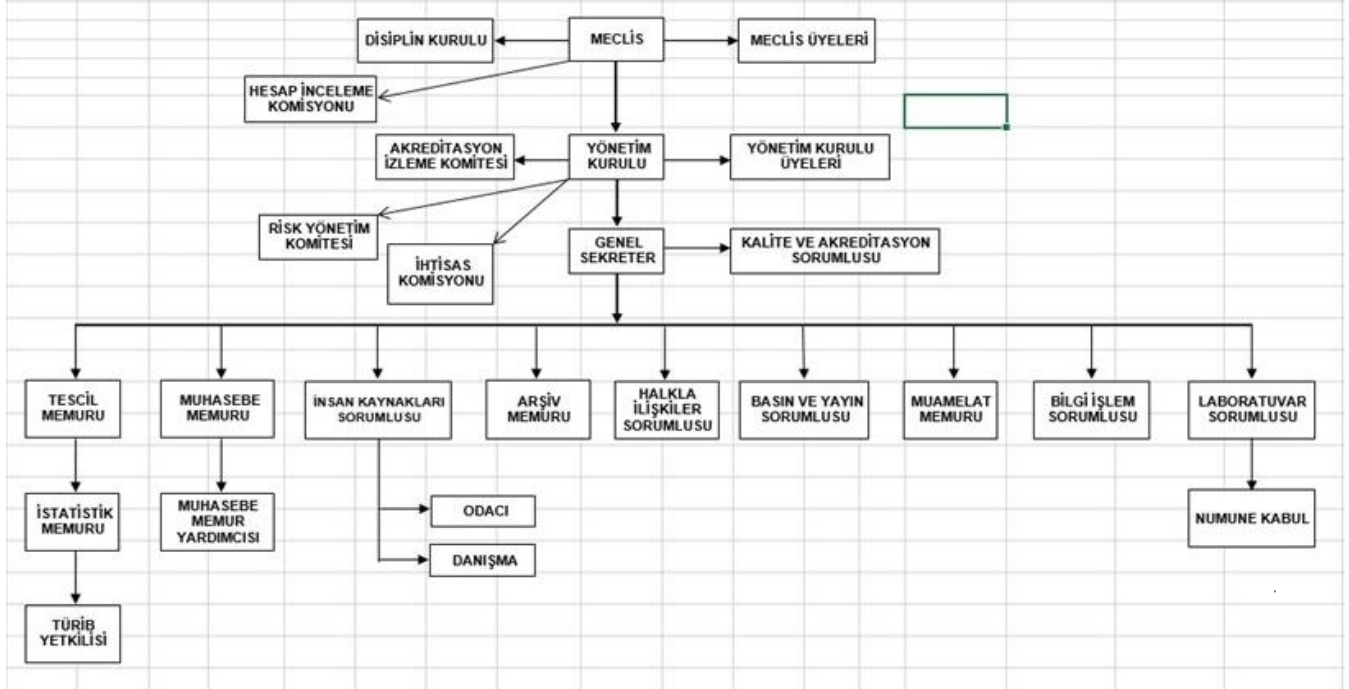 DİSİPLİN KURULU
MECLİS
MECLİS ÜYELERİ
HESAP İNCELEME
KOMİSYONU
AKREDİTASYON
İZLEME KOMİTESİ
YÖNETİM
KURULU
YÖNETİM KURULU
ÜYELERİ
RİSK YÖNETİM
KOMİTESİ
İHTİSAS
KOMİSYONU
GENEL
SEKRETER
KALİTE VE AKREDİTASYON
SORUMLUSU
TESCİL
MEMURU
MUHASEBE
MEMURU
İNSAN KAYNAKLARI
SORUMLUSU
ARŞİV
MEMURU
HALKLA
İLİŞKİLER
SORUMLUSU
BASIN VE YAYIN
SORUMLUSU
MUAMELAT
MEMURU
BİLGİ İŞLEM
SORUMLUSU
LABORATUVAR
SORUMLUSU
İSTATİSTİK
MEMURU
MUHASEBE
MEMUR
YARDIMCISI
ODACI
DANIŞMA
NUMUNE KABUL
TÜRİB
YETKİLİSİ